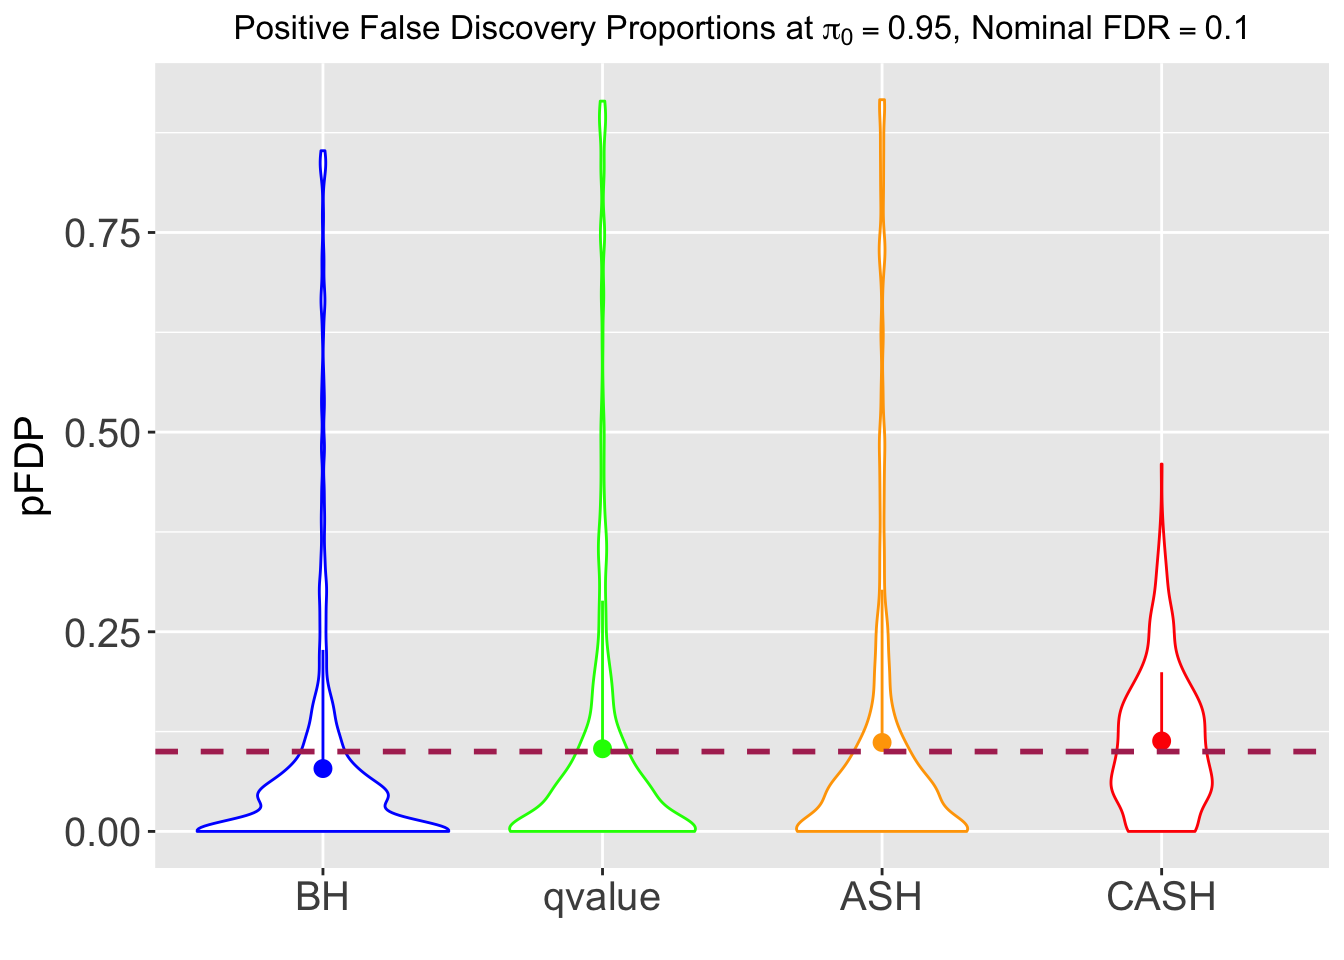 Positive False Discovery Proportions at π₀ = 0.95, Nominal FDR = 0.1
pFDP
0.75
0.50
0.25
0.00
BH qvalue ASH CASH